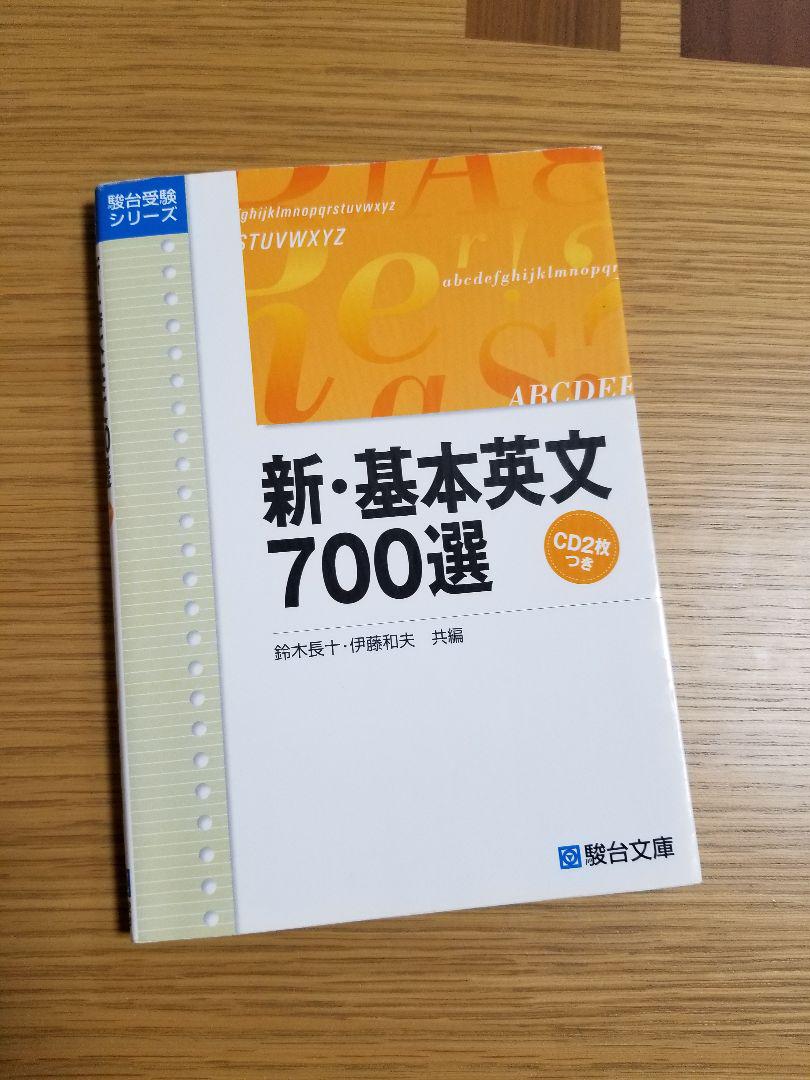 駿台受験
シリーズ
ghijklmnopqrstuvwxyz
STUVWXYZ
abcdefghijklmnopqr
ABCDEF
新・基本英文
700選
CD2枚
つき
鈴木長十・伊藤和夫 共編
駿台文庫